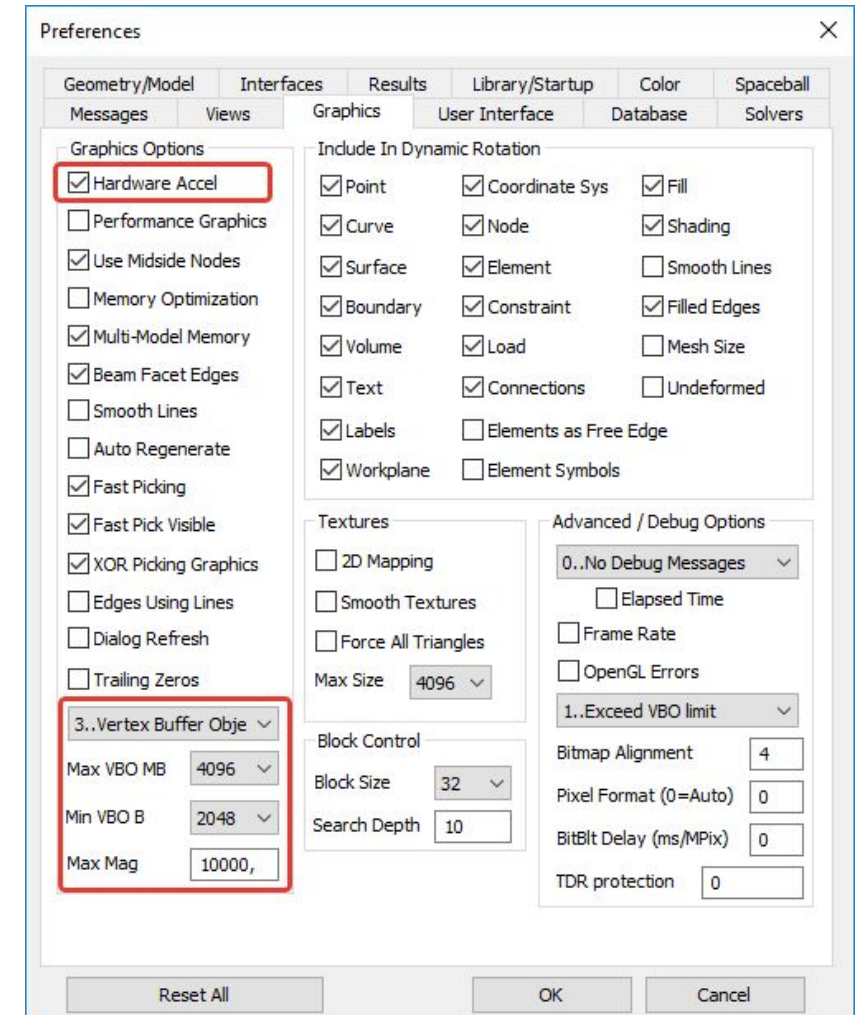 Preferences
Geometry/Model Interfaces Results Library/Startup Color Spaceball
Messages Views Graphics User Interface Database Solvers
Graphics Options
Hardware Accel
Performance Graphics
Use Midside Nodes
Memory Optimization
Multi-Model Memory
Beam Facet Edges
Smooth Lines
Auto Regenerate
Fast Picking
Fast Pick Visible
XOR Picking Graphics
Edges Using Lines
Dialog Refresh
Trailing Zeros
3..Vertex Buffer Obje
Max VBO MB 4096
Min VBO B 2048
Max Mag 10000,
Include In Dynamic Rotation
Point Coordinate Sys Fill
Curve Node Shading
Surface Element Smooth Lines
Boundary Constraint Filled Edges
Volume Load Mesh Size
Text Connections Undeformed
Labels Elements as Free Edge
Workplane Element Symbols
Textures
2D Mapping
Smooth Textures
Force All Triangles
Max Size 4096
Block Control
Block Size 32
Search Depth 10
Advanced / Debug Options
0..No Debug Messages
Elapsed Time
Frame Rate
OpenGL Errors
1..Exceed VBO limit
Bitmap Alignment 4
Pixel Format (0=Auto) 0
BitBlt Delay (ms/MPix) 0
TDR protection 0
Reset All OK Cancel